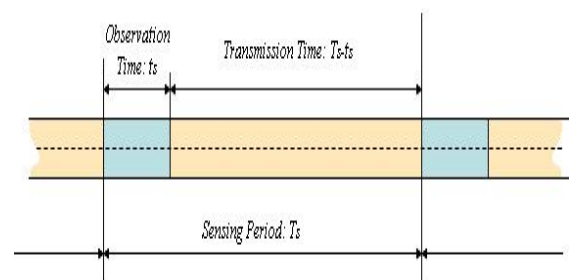 Observation
Time: ts
Transmission Time: Ts-ts
Sensing Period: Ts